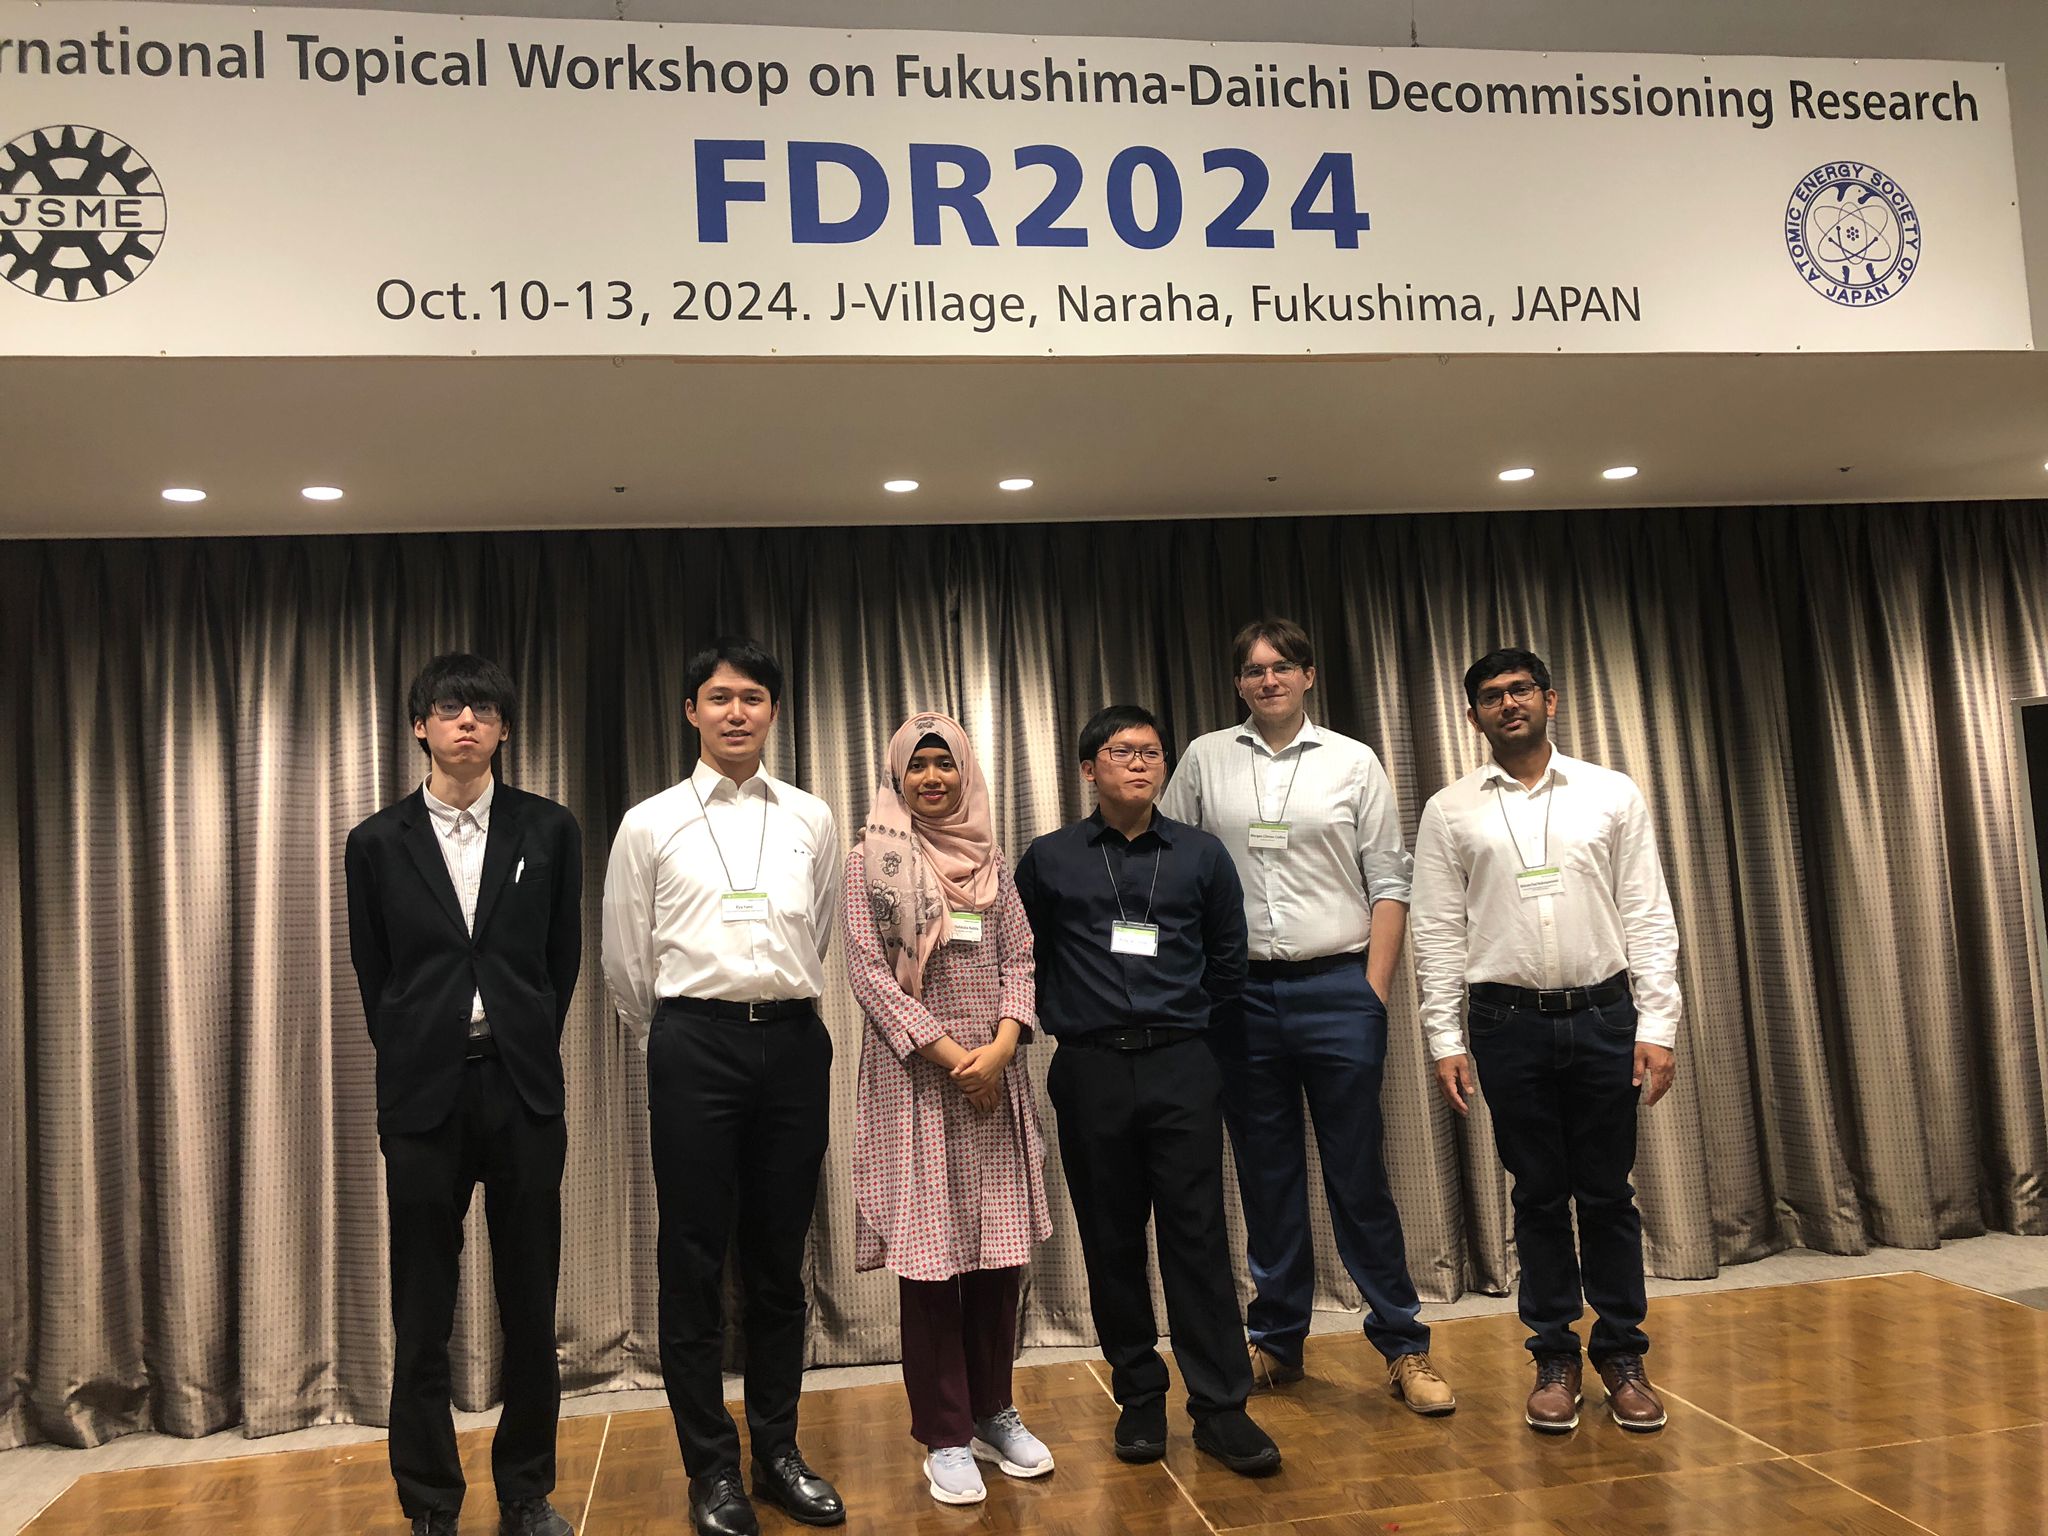 rnational Topical Workshop on Fukushima-Daiichi Decommissioning Research
JSME
FDR2024
ATOMIC ENERGY SOCIETY OF JAPAN
Oct.10-13, 2024. J-Village, Naraha, Fukushima, JAPAN